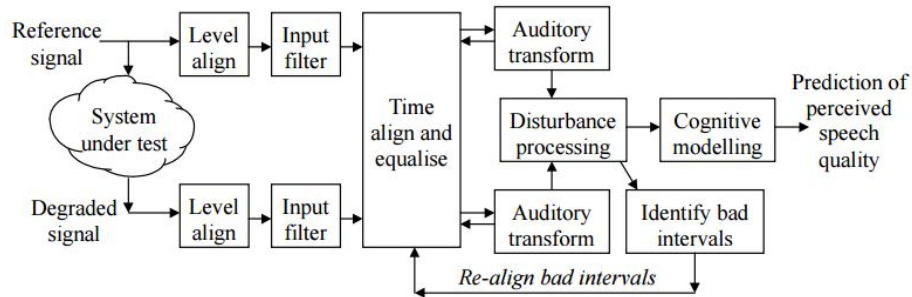 Reference
signal
Level
align
Input
filter
System
under test
Degraded
signal
Level
align
Input
filter
Time
align and
equalise
Auditory
transform
Disturbance
processing
Auditory
transform
Cognitive
modelling
Identify bad
intervals
Prediction of
perceived
speech
quality
Re-align bad intervals